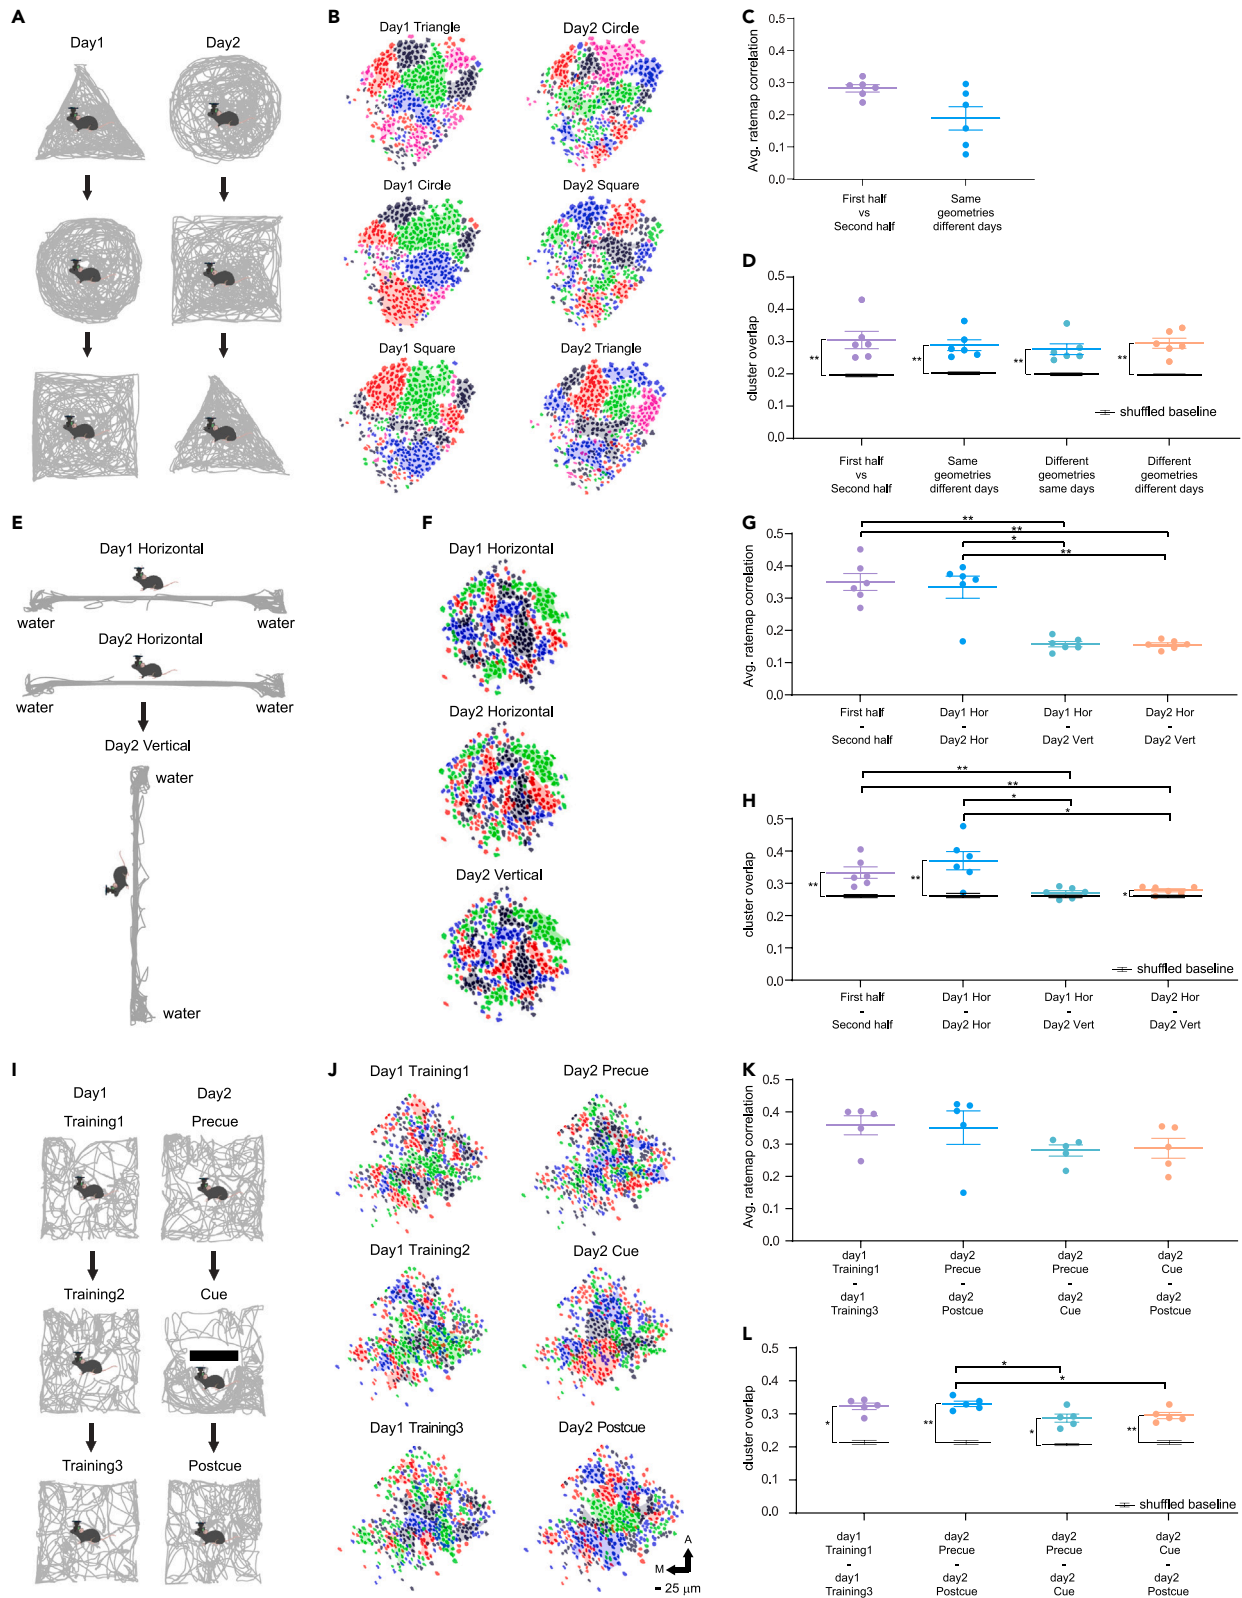 A
Day1
Day2
B
Day1 Triangle
Day2 Circle
Day1 Circle
Day2 Square
Day1 Square
Day2 Triangle
C
Avg. ratemap correlation
0.5
0.4
0.3
0.2
0.1
0.0
First half
vs
Second half
Same
geometries
different days
D
cluster overlap
0.5
0.4
0.3
0.2
0.1
0.0
**
**
**
**
shuffled baseline
First half
vs
Second half
Same
geometries
different days
Different
geometries
same days
Different
geometries
different days
E
Day1 Horizontal
water
water
Day2 Horizontal
water
water
Day2 Vertical
water
water
F
Day1 Horizontal
Day2 Horizontal
Day2 Vertical
G
Avg. ratemap correlation
0.5
0.4
0.3
0.2
0.1
0.0
**
**
*
**
First half
-
Second half
Day1 Hor
-
Day2 Hor
Day1 Hor
-
Day2 Vert
Day2 Hor
-
Day2 Vert
H
cluster overlap
0.5
0.4
0.3
0.2
0.1
0.0
**
**
*
*
**
**
*
shuffled baseline
First half
-
Second half
Day1 Hor
-
Day2 Hor
Day1 Hor
-
Day2 Vert
Day2 Hor
-
Day2 Vert
I
Day1
Day2
Training1
Precue
Training2
Cue
Training3
Postcue
J
Day1 Training1
Day2 Precue
Day1 Training2
Day2 Cue
Day1 Training3
Day2 Postcue
A
M
25 μm
K
Avg. ratemap correlation
0.5
0.4
0.3
0.2
0.1
0.0
day1
Training1
-
day1
Training3
day2
Precue
-
day2
Postcue
day2
Precue
-
day2
Cue
day2
Cue
-
day2
Postcue
L
cluster overlap
0.5
0.4
0.3
0.2
0.1
0.0
*
*
*
**
*
**
shuffled baseline
day1
Training1
-
day1
Training3
day2
Precue
-
day2
Postcue
day2
Precue
-
day2
Cue
day2
Cue
-
day2
Postcue